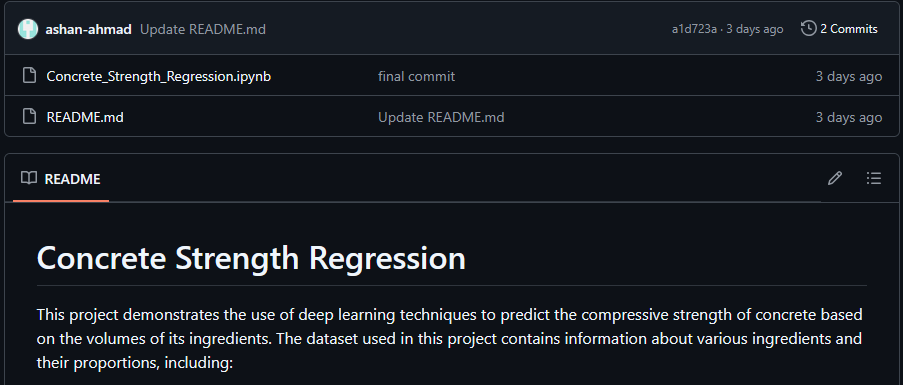 ashan-ahmad Update README.md a1d723a · 3 days ago 2 Commits
Concrete_Strength_Regression.ipynb final commit 3 days ago
README.md Update README.md 3 days ago
README
Concrete Strength Regression
This project demonstrates the use of deep learning techniques to predict the compressive strength of concrete based
on the volumes of its ingredients. The dataset used in this project contains information about various ingredients and
their proportions, including: